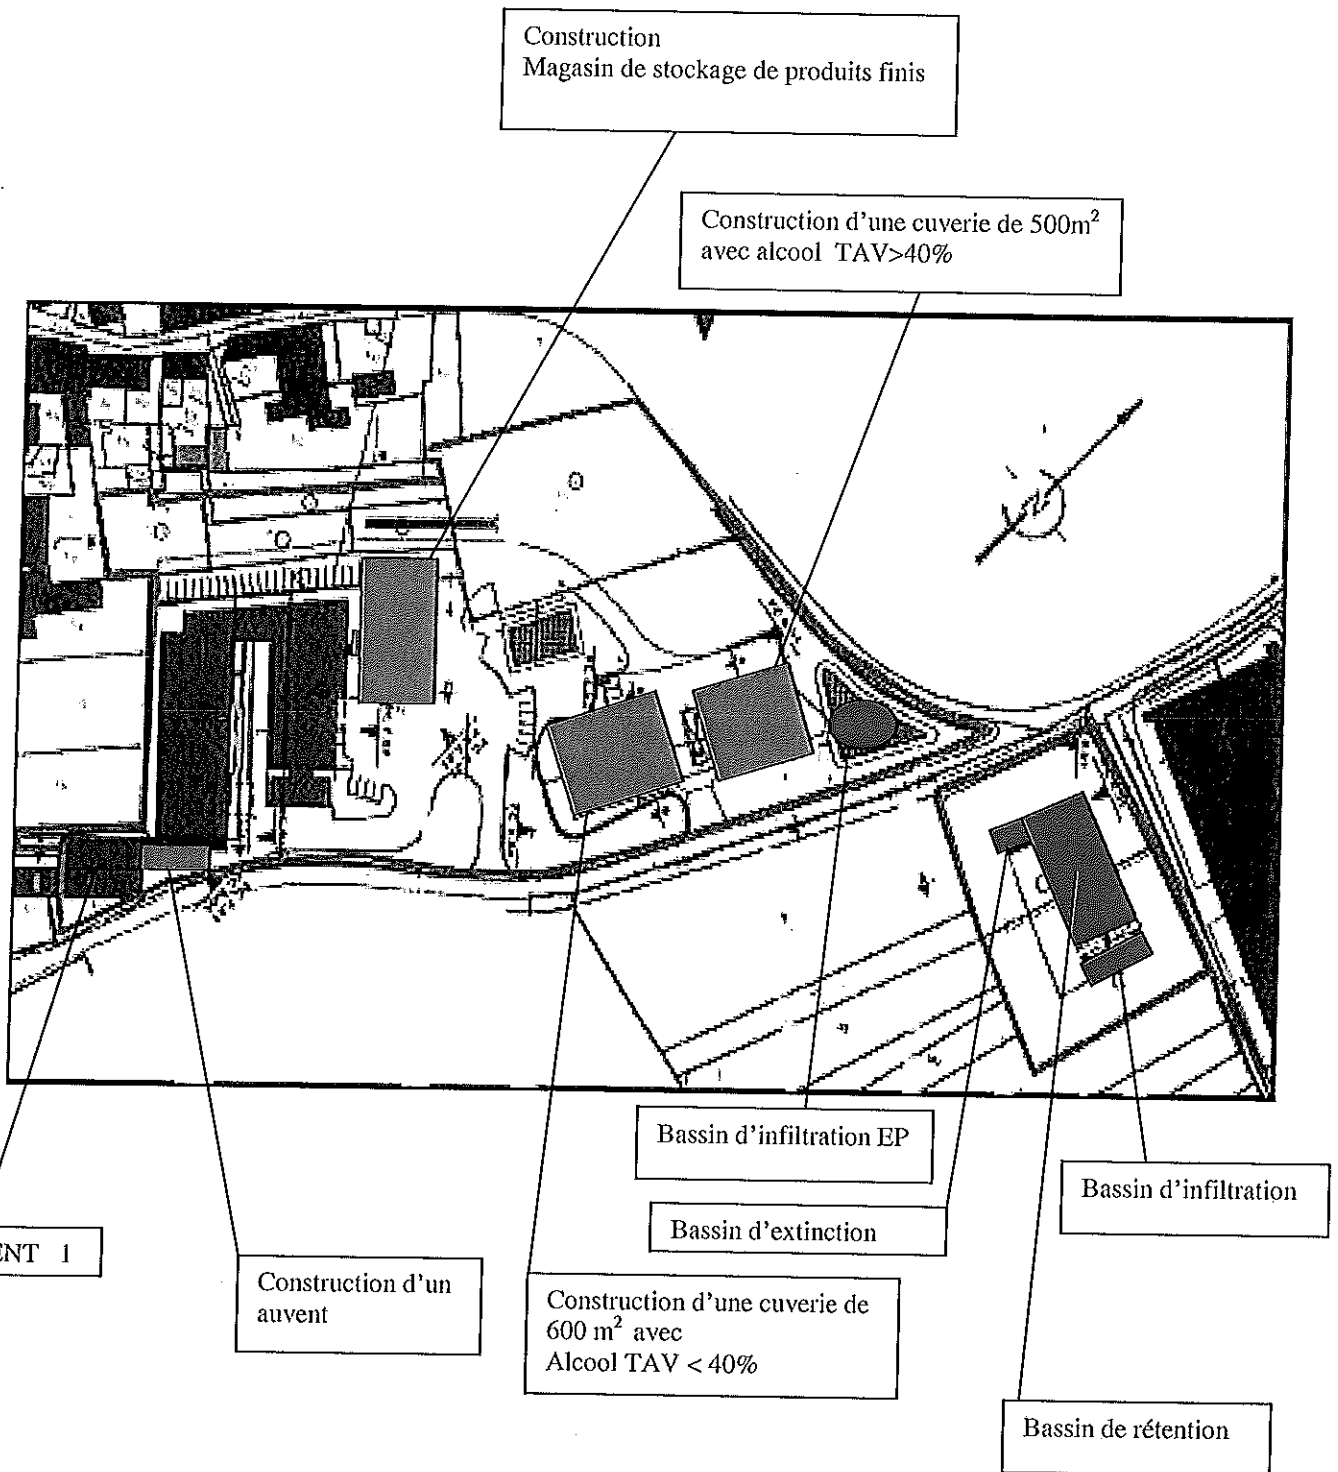 Construction
Magasin de stockage de produits finis
Construction d'une cuverie de 500m²
avec alcool TAV>40%
Bassin d'infiltration EP
Bassin d'infiltration
Bassin d'extinction
ENT 1
Construction d'un
auvent
Construction d'une cuverie de
600 m² avec
Alcool TAV < 40%
Bassin de rétention